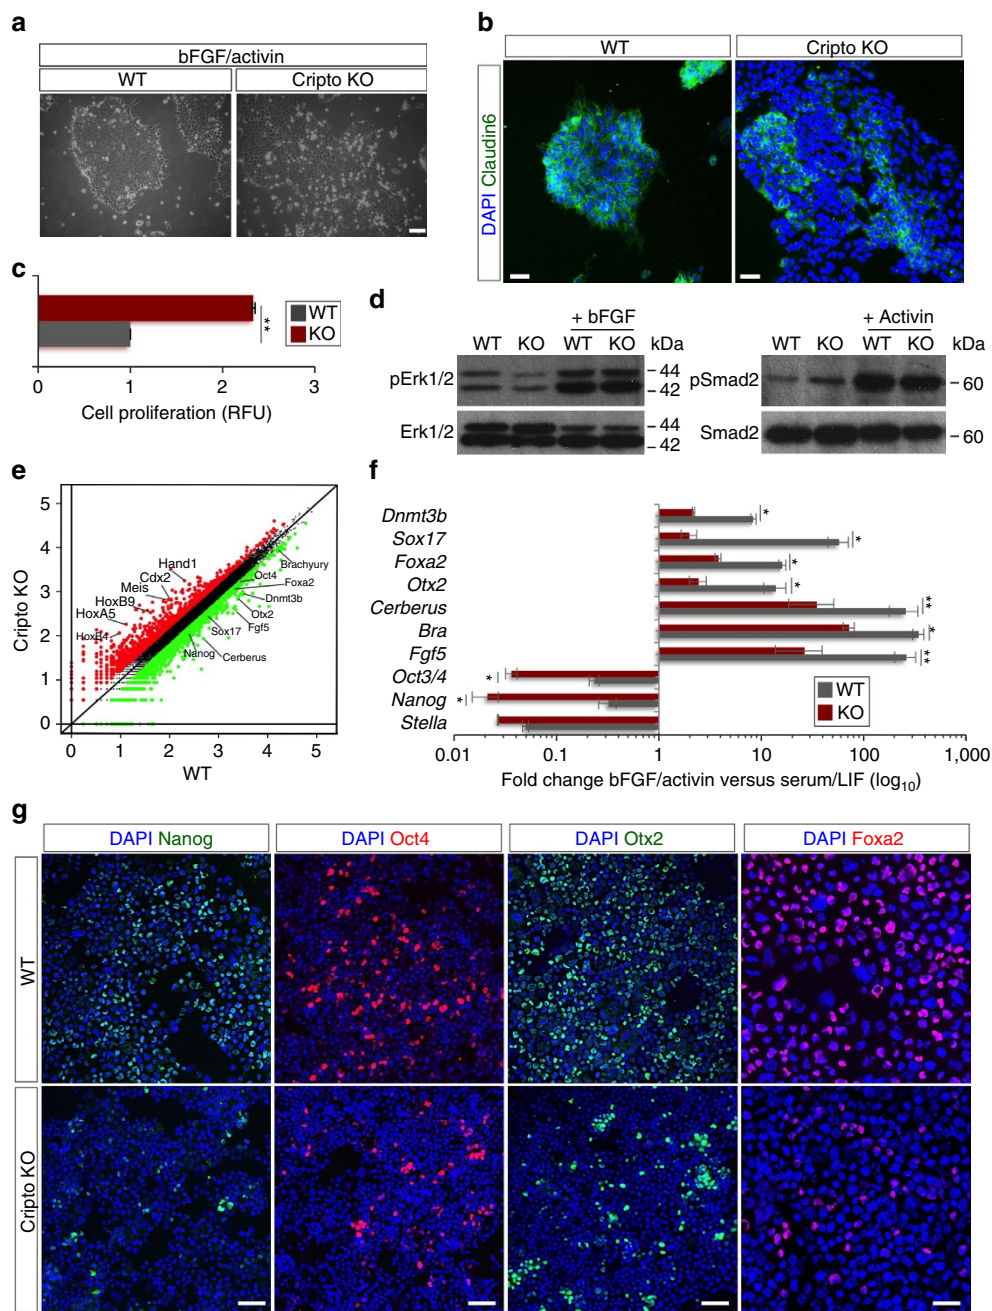 a
bFGF/activin
WT Cripto KO
b
WT Cripto KO
DAPI Claudin6
c
WT
KO
**
0 1 2 3
Cell proliferation (RFU)
d
+ bFGF
WT KO WT KO kDa
pErk1/2
44
42
Erk1/2
44
42
+ Activin
WT KO WT KO kDa
pSmad2
60
Smad2
60
e
Cripto KO
5
4
3
2
1
0
Hand1
Cdx2
Meis
HoxB9
HoxA5
HoxB4
Brachyury
Oct4
Foxa2
Dnmt3b
Otx2
Fgf5
Sox17
Nanog
Cerberus
0 1 2 3 4 5
WT
f
Dnmt3b *
Sox17 *
Foxa2 *
Otx2 *
Cerberus **
Bra *
Fgf5 **
Oct3/4 *
Nanog *
Stella
WT
KO
0.01 0.1 1 10 100 1,000
Fold change bFGF/activin versus serum/LIF (log10)
g
DAPI Nanog DAPI Oct4 DAPI Otx2 DAPI Foxa2
WT
Cripto KO